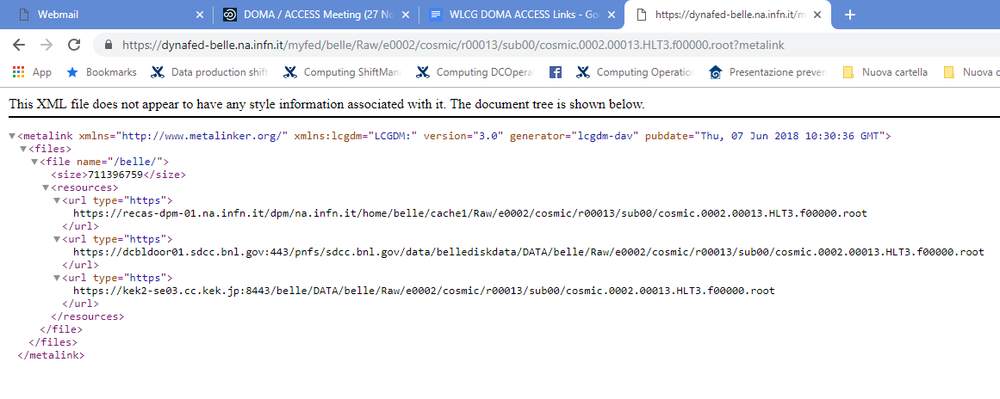 Webmail
DOMA / ACCESS Meeting (27 No
WLCG DOMA ACCESS Links - Go
https://dynafed-belle.na.infn.it/m
https://dynafed-belle.na.infn.it/myfed/belle/Raw/e0002/cosmic/r00013/sub00/cosmic.0002.00013.HLT3.f00000.root?metalink
App
Bookmarks
Data production shift
Computing ShiftMan
Computing DCOpera
Computing Operation
Presentazione preven
Nuova cartella
Nuova c
This XML file does not appear to have any style information associated with it. The document tree is shown below.
<metalink xmlns="http://www.metalinker.org/" xmlns:lcgdm="LCGDM:" version="3.0" generator="lcgdm-dav" pubdate="Thu, 07 Jun 2018 10:30:36 GMT">
<files>
<file name="/belle/">
<size>711396759</size>
<resources>
<url type="https">
https://recas-dpm-01.na.infn.it/dpm/na.infn.it/home/belle/cache1/Raw/e0002/cosmic/r00013/sub00/cosmic.0002.00013.HLT3.f00000.root
</url>
<url type="https">
https://dcbldoor01.sdcc.bnl.gov:443/pnfs/sdcc.bnl.gov/data/bellediskdata/DATA/belle/Raw/e0002/cosmic/r00013/sub00/cosmic.0002.00013.HLT3.f00000.root
</url>
<url type="https">
https://kek2-se03.cc.kek.jp:8443/belle/DATA/belle/Raw/e0002/cosmic/r00013/sub00/cosmic.0002.00013.HLT3.f00000.root
</url>
</resources>
</file>
</files>
</metalink>